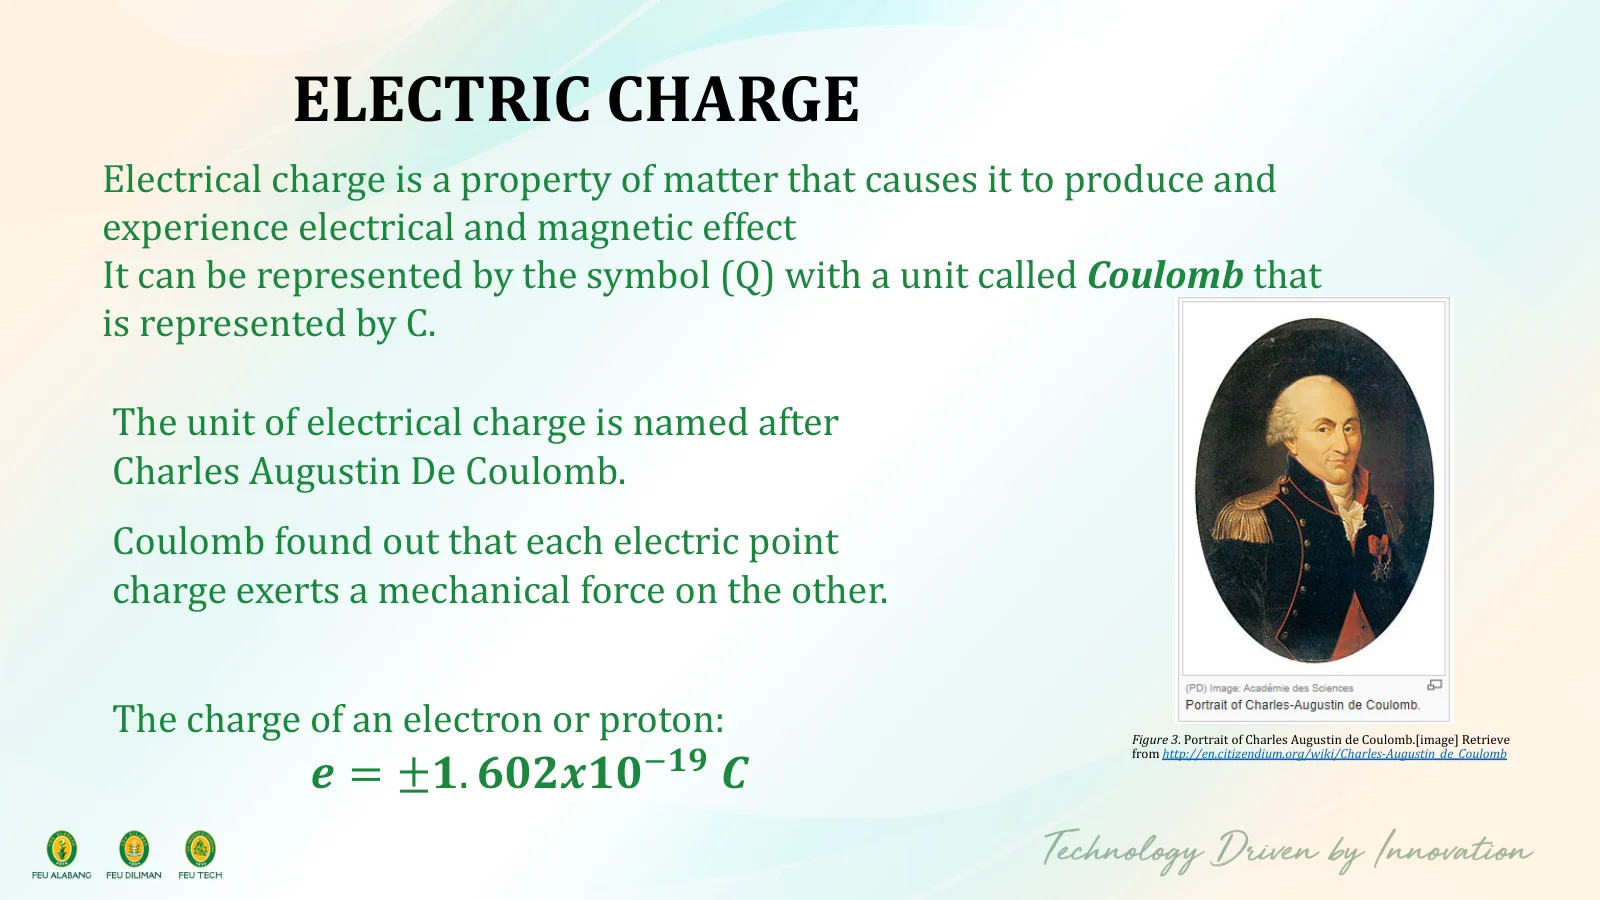 ELECTRIC CHARGE
Electrical charge is a property of matter that causes it to produce and
experience electrical and magnetic effect
It can be represented by the symbol (Q) with a unit called Coulomb that
is represented by C.
The unit of electrical charge is named after
Charles Augustin De Coulomb.
Coulomb found out that each electric point
charge exerts a mechanical force on the other.
The charge of an electron or proton:
e = ±1.602x10⁻¹⁹ C
(PD) Image: Académie des Sciences
Portrait of Charles-Augustin de Coulomb.
Figure 3. Portrait of Charles Augustin de Coulomb.[image] Retrieve
from http://en.citizendium.org/wiki/Charles-Augustin_de_Coulomb
FEU ALABANG
FEU DILIMAN
FEU TECH
Technology Driven by Innovation